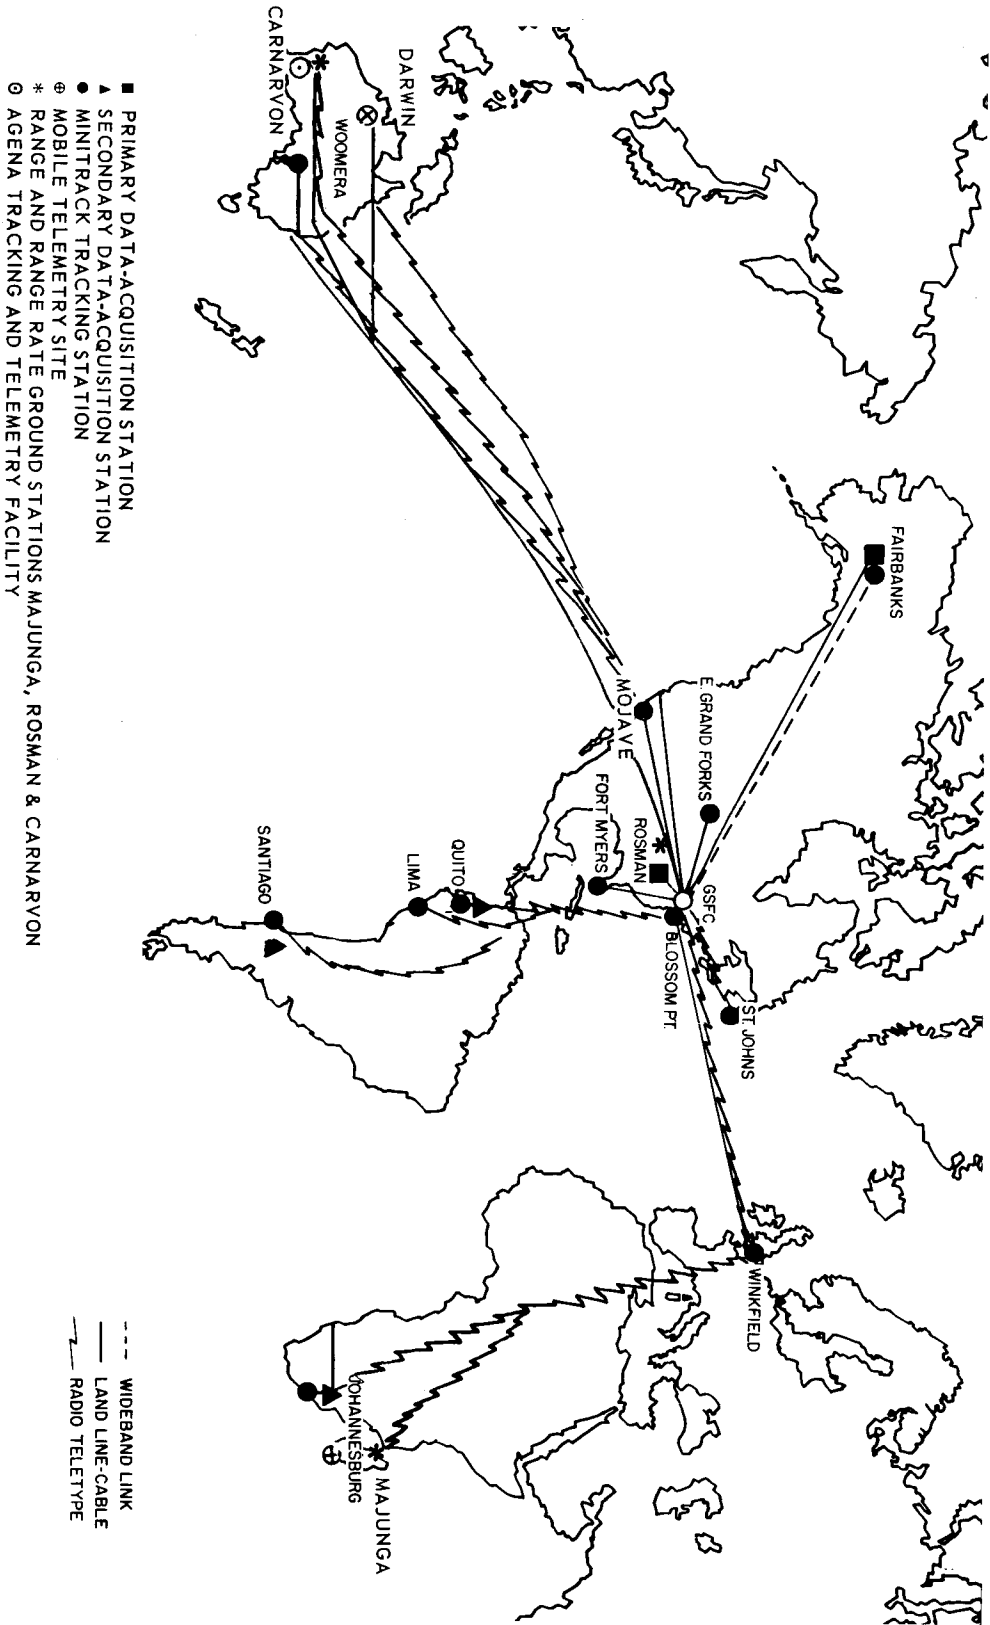 FAIRBANKS
E. GRAND FORKS
MOJAVE
ROSMAN
FORT MYERS
GSFC
BLOSSOM PT.
ST. JOHNS
WINKFIELD
DARWIN
WOOMERA
CARNARVON
QUITO
LIMA
SANTIAGO
JOHANNESBURG
MAJUNGA
■ PRIMARY DATA-ACQUISITION STATION
▲ SECONDARY DATA-ACQUISITION STATION
● MINITRACK TRACKING STATION
⊕ MOBILE TELEMETRY SITE
* RANGE AND RANGE RATE GROUND STATIONS MAJUNGA, ROSMAN & CARNARVON
⊙ AGENA TRACKING AND TELEMETRY FACILITY
WIDEBAND LINK
LAND LINE-CABLE
RADIO TELETYPE